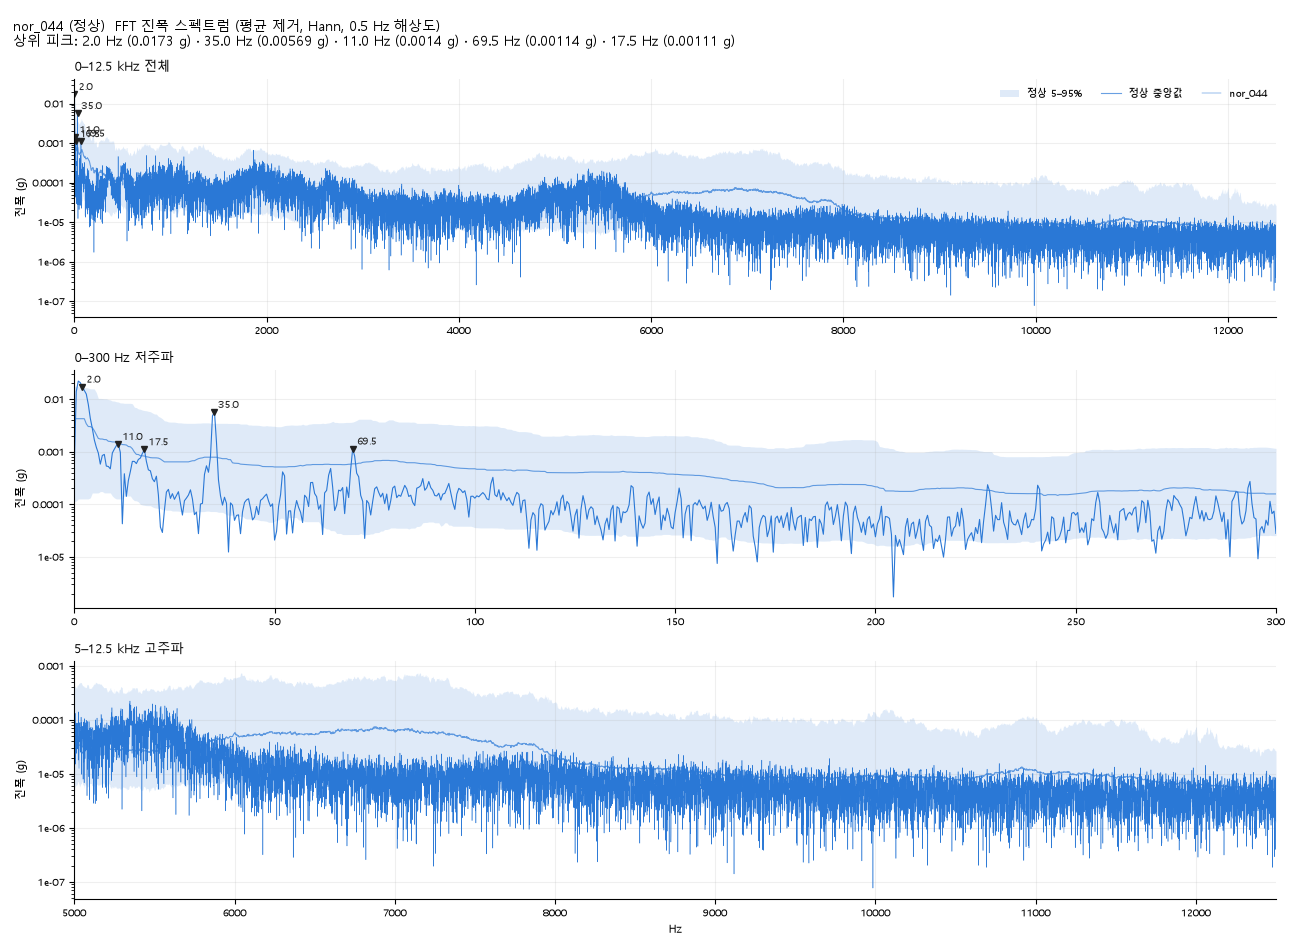 nor_044 (정상)  FFT 진폭 스펙트럼 (평균 제거, Hann, 0.5 Hz 해상도)
상위 피크: 2.0 Hz (0.0173 g) · 35.0 Hz (0.00569 g) · 11.0 Hz (0.0014 g) · 69.5 Hz (0.00114 g) · 17.5 Hz (0.00111 g)
0–12.5 kHz 전체
2.0
35.0
정상 5–95%
정상 중앙값
nor_044
0.01
0.001
0.0001
1e-05
1e-06
1e-07
진폭 (g)
0 2000 4000 6000 8000 10000 12000
0–300 Hz 저주파
2.0
35.0
11.0
17.5
69.5
0.01
0.001
0.0001
1e-05
진폭 (g)
0 50 100 150 200 250 300
5–12.5 kHz 고주파
0.001
0.0001
1e-05
1e-06
1e-07
진폭 (g)
5000 6000 7000 8000 9000 10000 11000 12000
Hz